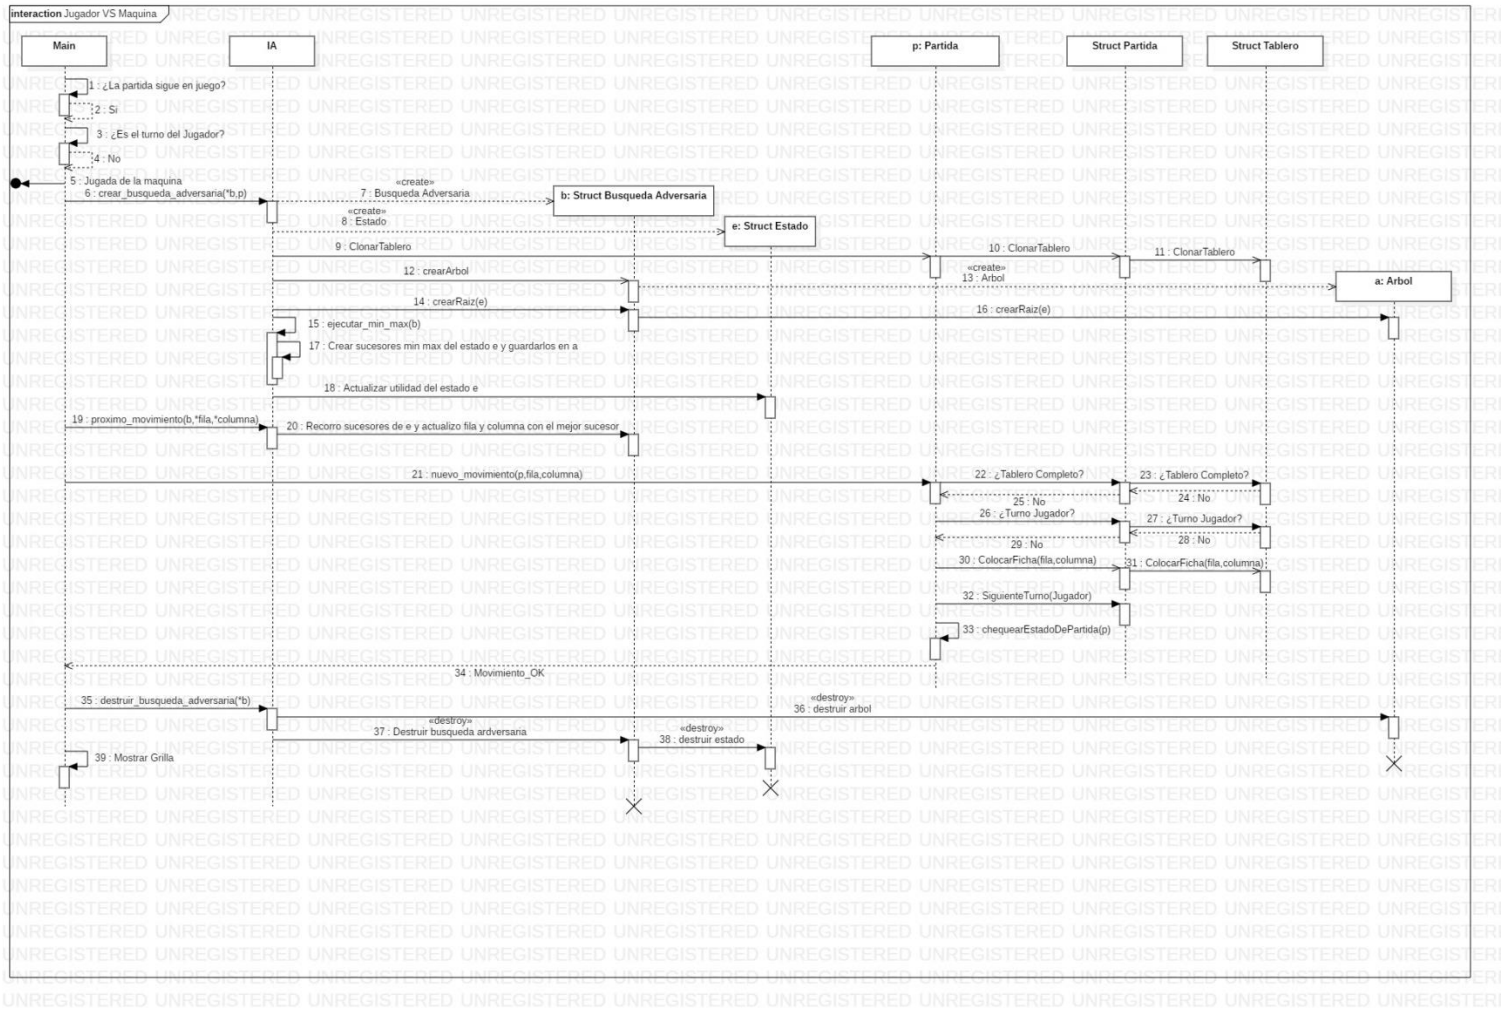 interaction Jugador VS Maquina
Main
IA
p: Partida
Struct Partida
Struct Tablero
1 : ¿La partida sigue en juego?
2 : Si
3 : ¿Es el turno del Jugador?
4 : No
5 : Jugada de la maquina
6 : crear_busqueda_adversaria(*b,p)
«create»
7 : Busqueda Adversaria
b: Struct Busqueda Adversaria
«create»
8 : Estado
e: Struct Estado
9 : ClonarTablero
10 : ClonarTablero
11 : ClonarTablero
12 : crearArbol
«create»
13 : Arbol
a: Arbol
14 : crearRaiz(e)
15 : ejecutar_min_max(b)
16 : crearRaiz(e)
17 : Crear sucesores min max del estado e y guardarlos en a
18 : Actualizar utilidad del estado e
19 : proximo_movimiento(b,*fila,*columna)
20 : Recorro sucesores de e y actualizo fila y columna con el mejor sucesor
21 : nuevo_movimiento(p,fila,columna)
22 : ¿Tablero Completo?
23 : ¿Tablero Completo?
24 : No
25 : No
26 : ¿Turno Jugador?
27 : ¿Turno Jugador?
28 : No
29 : No
30 : ColocarFicha(fila,columna)
31 : ColocarFicha(fila,columna)
32 : SiguienteTurno(Jugador)
33 : chequearEstadoDePartida(p)
34 : Movimiento_OK
35 : destruir_busqueda_adversaria(*b)
«destroy»
36 : destruir arbol
«destroy»
37 : Destruir busqueda ardversaria
«destroy»
38 : destruir estado
39 : Mostrar Grilla
UNREGISTERED